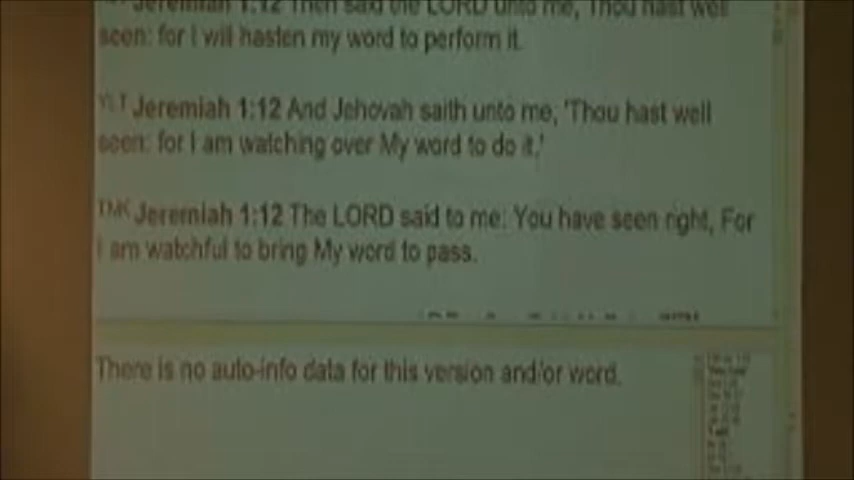 Jeremiah 1:12 Then said the LORD unto me, Thou hast well
seen: for I will hasten my word to perform it.
YLT Jeremiah 1:12 And Jehovah saith unto me, 'Thou hast well
seen: for I am watching over My word to do it.'
TNK Jeremiah 1:12 The LORD said to me: You have seen right, For
I am watchful to bring My word to pass.
There is no auto-info data for this version and/or word.